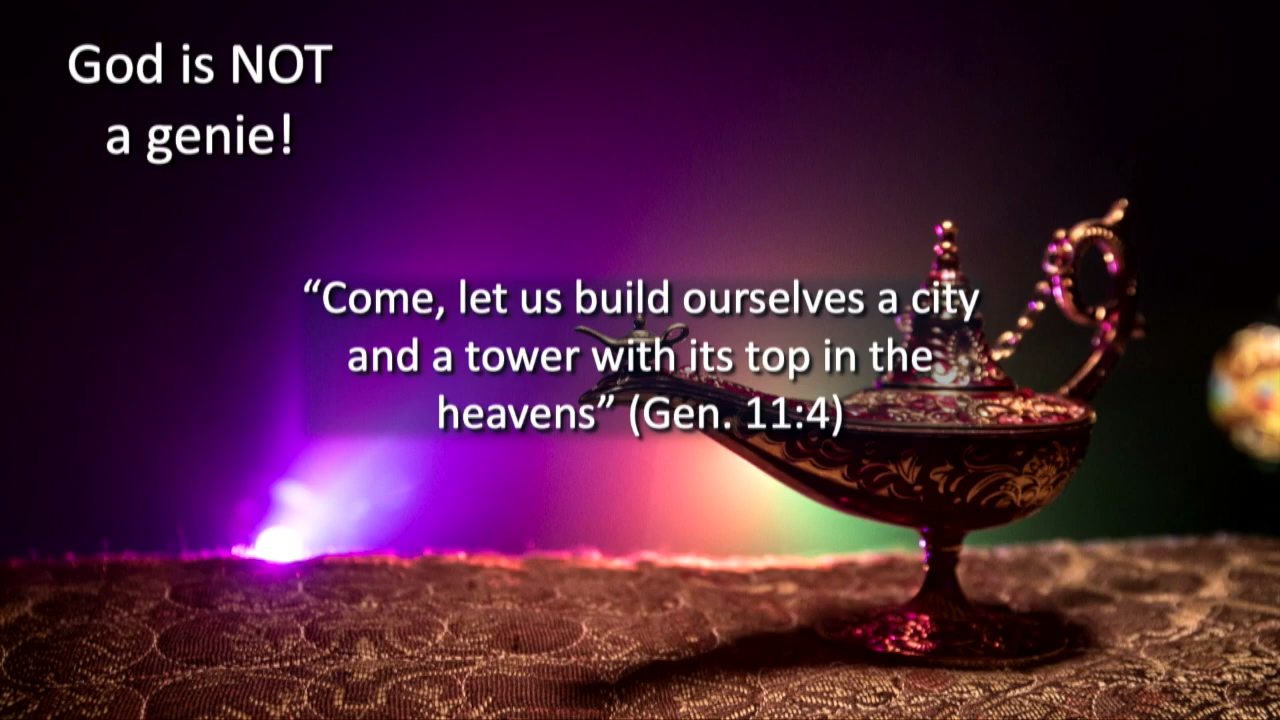 God is NOT
a genie!
“Come, let us build ourselves a city
and a tower with its top in the
heavens” (Gen. 11:4)